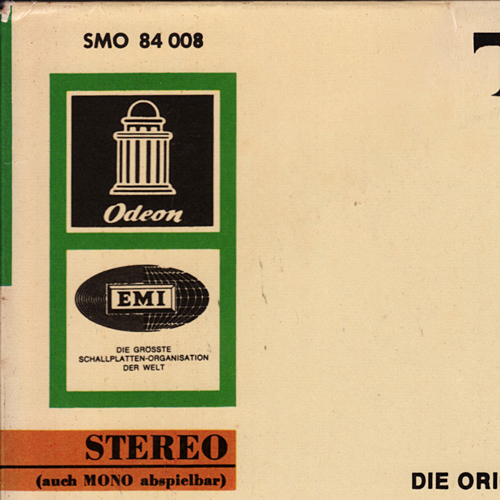 SMO 84 008
Odeon
EMI
DIE GRÖSSTE
SCHALLPLATTEN-ORGANISATION
DER WELT
STEREO
(auch MONO abspielbar)
DIE ORI